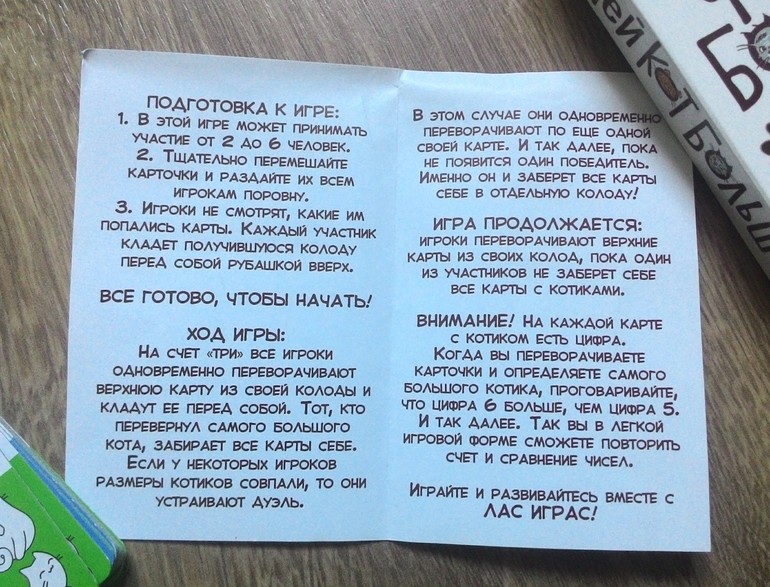 ПОДГОТОВКА К ИГРЕ:
1. В ЭТОЙ ИГРЕ МОЖЕТ ПРИНИМАТЬ
УЧАСТИЕ ОТ 2 ДО 6 ЧЕЛОВЕК.
2. ТЩАТЕЛЬНО ПЕРЕМЕШАЙТЕ
КАРТОЧКИ И РАЗДАЙТЕ ИХ ВСЕМ
ИГРОКАМ ПОРОВНУ.
3. ИГРОКИ НЕ СМОТРЯТ, КАКИЕ ИМ
ПОПАЛИСЬ КАРТЫ. КАЖДЫЙ УЧАСТНИК
КЛАДЕТ ПОЛУЧИВШУЮСЯ КОЛОДУ
ПЕРЕД СОБОЙ РУБАШКОЙ ВВЕРХ.
ВСЕ ГОТОВО, ЧТОБЫ НАЧАТЬ!
ХОД ИГРЫ:
НА СЧЕТ «ТРИ» ВСЕ ИГРОКИ
ОДНОВРЕМЕННО ПЕРЕВОРАЧИВАЮТ
ВЕРХНЮЮ КАРТУ ИЗ СВОЕЙ КОЛОДЫ И
КЛАДУТ ЕЕ ПЕРЕД СОБОЙ. ТОТ, КТО
ПЕРЕВЕРНУЛ САМОГО БОЛЬШОГО
КОТА, ЗАБИРАЕТ ВСЕ КАРТЫ СЕБЕ.
ЕСЛИ У НЕКОТОРЫХ ИГРОКОВ
РАЗМЕРЫ КОТИКОВ СОВПАЛИ, ТО ОНИ
УСТРАИВАЮТ ДУЭЛЬ.
В ЭТОМ СЛУЧАЕ ОНИ ОДНОВРЕМЕННО
ПЕРЕВОРАЧИВАЮТ ПО ЕЩЕ ОДНОЙ
СВОЕЙ КАРТЕ. И ТАК ДАЛЕЕ, ПОКА
НЕ ПОЯВИТСЯ ОДИН ПОБЕДИТЕЛЬ.
ИМЕННО ОН И ЗАБЕРЕТ ВСЕ КАРТЫ
СЕБЕ В ОТДЕЛЬНУЮ КОЛОДУ!
ИГРА ПРОДОЛЖАЕТСЯ:
ИГРОКИ ПЕРЕВОРАЧИВАЮТ ВЕРХНИЕ
КАРТЫ ИЗ СВОИХ КОЛОД, ПОКА ОДИН
ИЗ УЧАСТНИКОВ НЕ ЗАБЕРЕТ СЕБЕ
ВСЕ КАРТЫ С КОТИКАМИ.
ВНИМАНИЕ! НА КАЖДОЙ КАРТЕ
С КОТИКОМ ЕСТЬ ЦИФРА.
КОГДА ВЫ ПЕРЕВОРАЧИВАЕТЕ
КАРТОЧКИ И ОПРЕДЕЛЯЕТЕ САМОГО
БОЛЬШОГО КОТИКА, ПРОГОВАРИВАЙТЕ,
ЧТО ЦИФРА 6 БОЛЬШЕ, ЧЕМ ЦИФРА 5.
И ТАК ДАЛЕЕ. ТАК ВЫ В ЛЕГКОЙ
ИГРОВОЙ ФОРМЕ СМОЖЕТЕ ПОВТОРИТЬ
СЧЕТ И СРАВНЕНИЕ ЧИСЕЛ.
ИГРАЙТЕ И РАЗВИВАЙТЕСЬ ВМЕСТЕ С
ЛАС ИГРАС!
ЕЙ КОТ БОЛЬШ